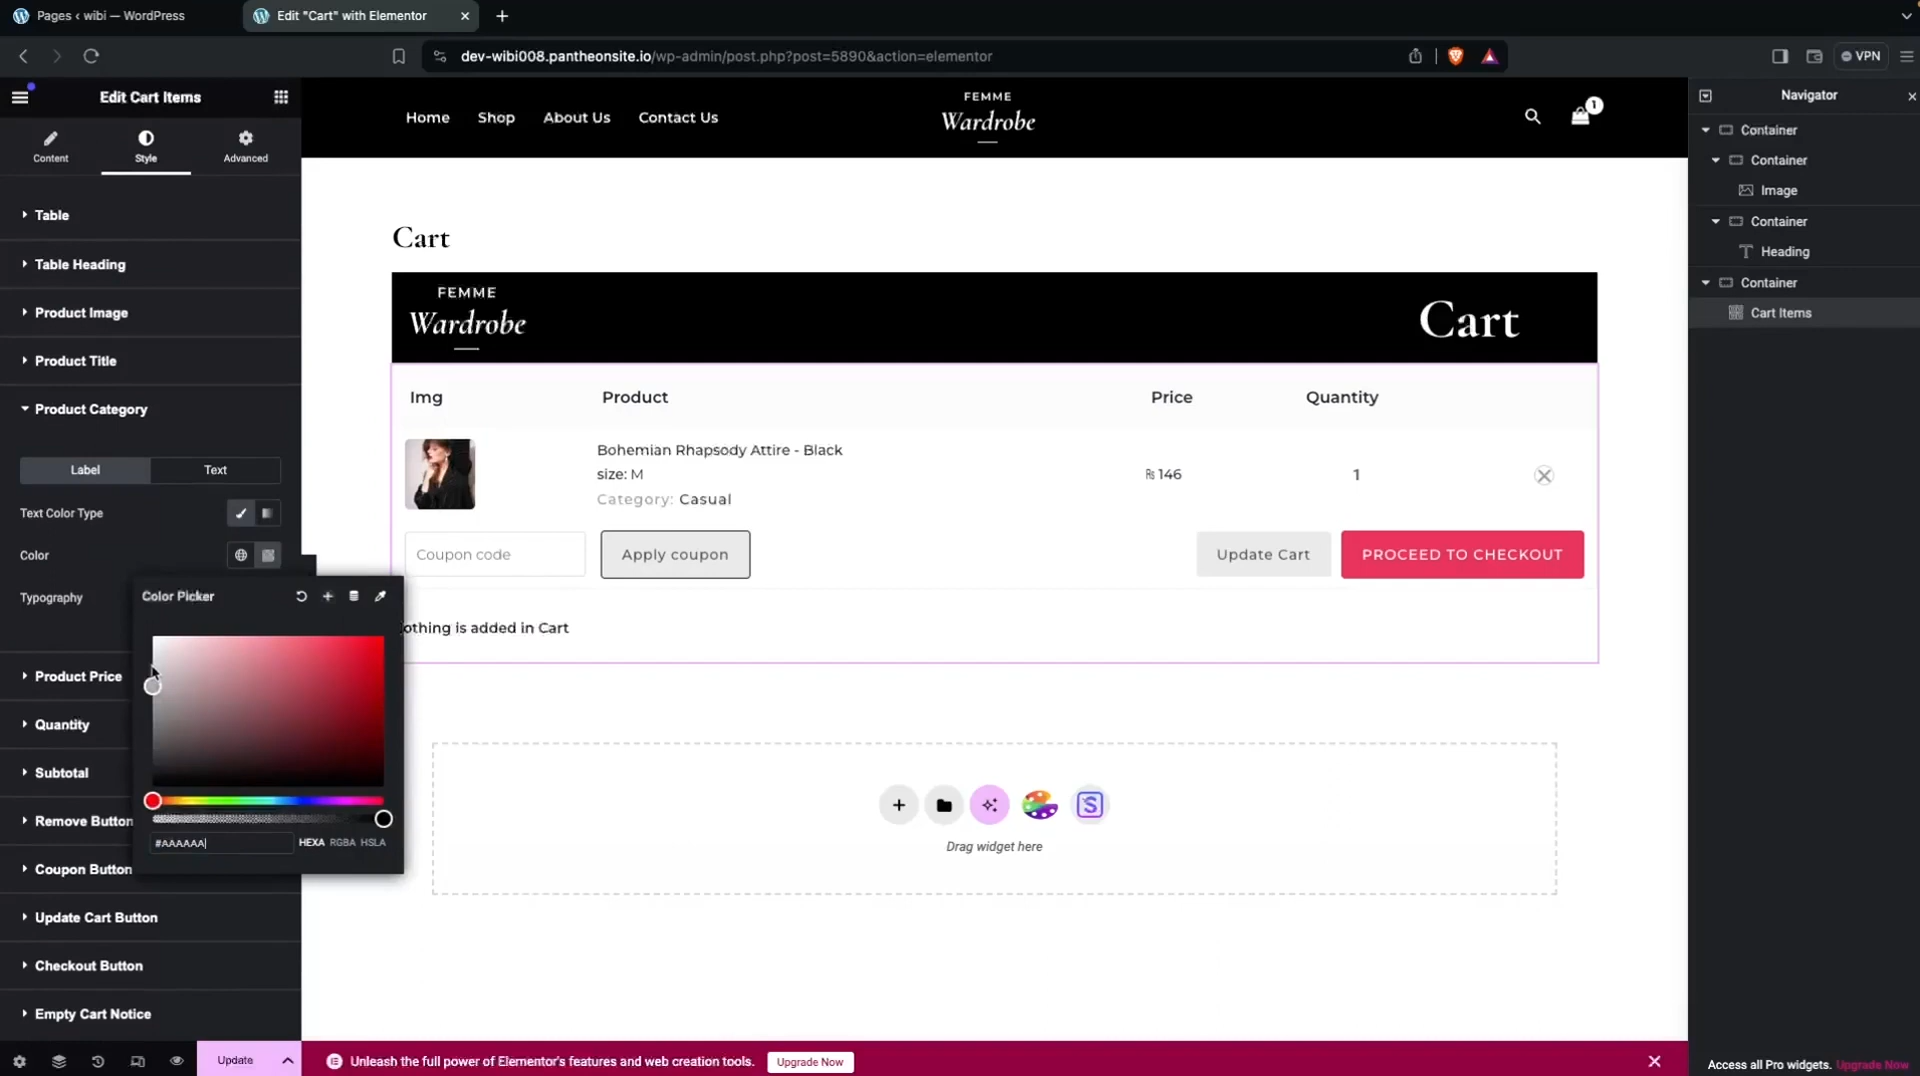 Pages ‹ wibi — WordPress
Edit "Cart" with Elementor
dev-wibi008.pantheonsite.io/wp-admin/post.php?post=5890&action=elementor
VPN
Edit Cart Items
Content
Style
Advanced
Table
Table Heading
Product Image
Product Title
Product Category
Label
Text
Text Color Type
Color
Typography
Color Picker
#AAAAAA
HEXA
RGBA
HSLA
Product Price
Quantity
Subtotal
Remove Button
Coupon Button
Update Cart Button
Checkout Button
Empty Cart Notice
Update
Home
Shop
About Us
Contact Us
FEMME
Wardrobe
1
Cart
FEMME
Wardrobe
Cart
Img
Product
Price
Quantity
Bohemian Rhapsody Attire - Black
size: M
Category: Casual
₨ 146
1
Coupon code
Apply coupon
Update Cart
PROCEED TO CHECKOUT
othing is added in Cart
Drag widget here
Unleash the full power of Elementor's features and web creation tools.
Upgrade Now
Navigator
Container
Container
Image
Container
Heading
Container
Cart Items
Access all Pro widgets. Upgrade Now